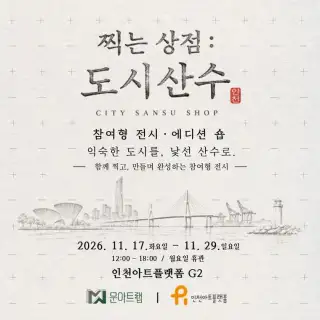 찍는 상점:
도시산수
인천
CITY SANSU SHOP
참여형 전시 · 에디션 숍
익숙한 도시를, 낯선 산수로.
함께 찍고, 만들며 완성하는 참여형 전시
2026. 11. 17.화요일 - 11. 29.일요일
12:00 - 18:00 / 월요일 휴관
인천아트플랫폼 G2
문아트랩 | 인천아트플랫폼